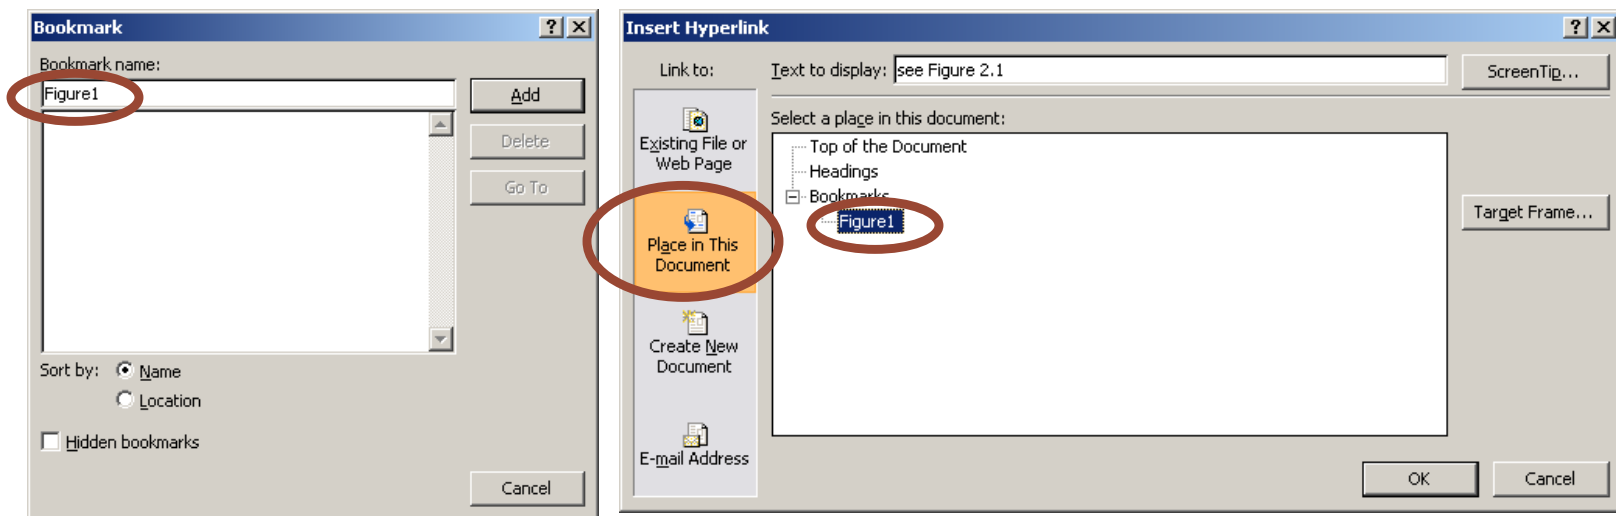 Bookmark
Bookmark name:
Figure1
Add
Delete
Go To
Sort by:
Name
Location
Hidden bookmarks
Cancel
Insert Hyperlink
Link to:
Text to display:
see Figure 2.1
ScreenTip...
Existing File or
Web Page
Place in This
Document
Create New
Document
E-mail Address
Select a place in this document:
Top of the Document
Headings
Bookmarks
Figure1
Target Frame...
OK
Cancel